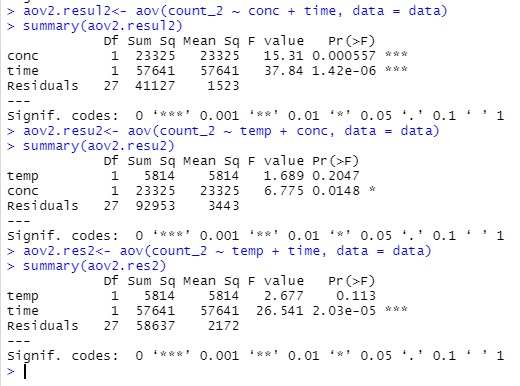 > aov2.resul2<- aov(count_2 ~ conc + time, data = data)
> summary(aov2.resul2)
Df Sum Sq Mean Sq F value Pr(>F)
conc 1 23325 23325 15.31 0.000557 ***
time 1 57641 57641 37.84 1.42e-06 ***
Residuals 27 41127 1523
---
Signif. codes: 0 ‘***’ 0.001 ‘**’ 0.01 ‘*’ 0.05 ‘.’ 0.1 ‘ ’ 1
> aov2.resu2<- aov(count_2 ~ temp + conc, data = data)
> summary(aov2.resu2)
Df Sum Sq Mean Sq F value Pr(>F)
temp 1 5814 5814 1.689 0.2047
conc 1 23325 23325 6.775 0.0148 *
Residuals 27 92953 3443
---
Signif. codes: 0 ‘***’ 0.001 ‘**’ 0.01 ‘*’ 0.05 ‘.’ 0.1 ‘ ’ 1
> aov2.res2<- aov(count_2 ~ temp + time, data = data)
> summary(aov2.res2)
Df Sum Sq Mean Sq F value Pr(>F)
temp 1 5814 5814 2.677 0.113
time 1 57641 57641 26.541 2.03e-05 ***
Residuals 27 58637 2172
---
Signif. codes: 0 ‘***’ 0.001 ‘**’ 0.01 ‘*’ 0.05 ‘.’ 0.1 ‘ ’ 1
>